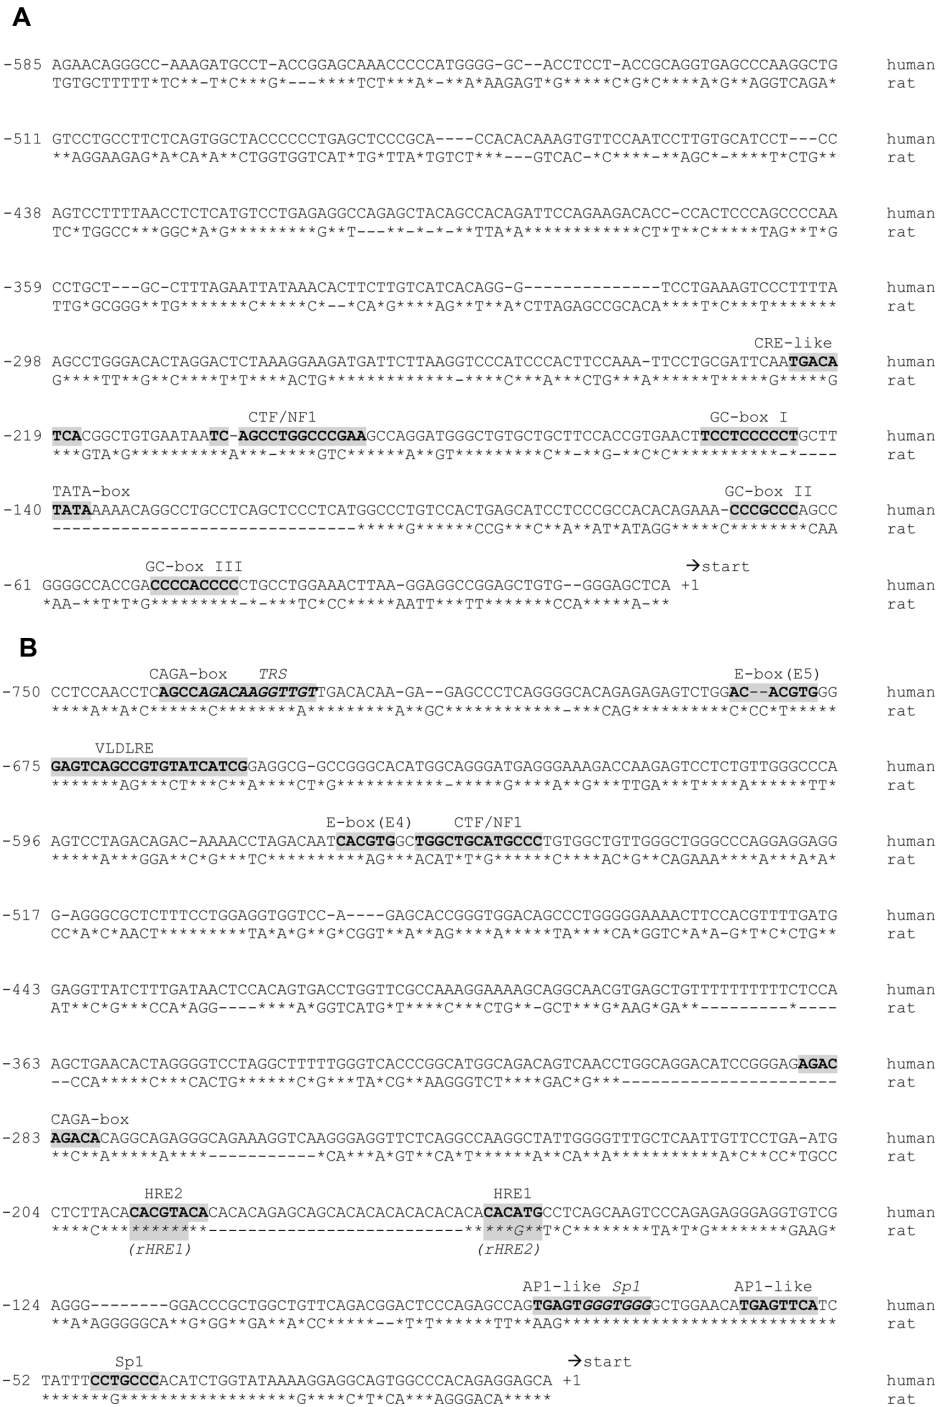 A
-585 AGAACAGGGCC-AAAGATGCCT-ACCGGAGCAAACCCCCATGGGG-GC--ACCTCCT-ACCGCAGGTGAGCCCAAGGCTG human
TGTGCTTTTT*TC**-T*C***G*-****TCT***A--**A*AAGAGT*G*****C*G*C****A*G**AGGTCAGA* rat
-511 GTCCTGCCTTCTCAGTGGCTACCCCCCTGAGCTCCCGCA----CCACACAAAGTGTTCCAATCCTTGTGCATCCT---CC human
**AGGAAGAG*A*CA*A**CTGGTGGTCAT**TG*TTA*TGTCT***---GTCAC-*C****-**AGC*-****T*CTG** rat
-438 AGTCCTTTTAACCTCTCATGTCCTGAGAGGCCAGAGCTACAGCCACAGATTCCAGAAGACACC-CCACTCCCAGCCCCAA human
TC*TGGCC***GGC*A*G*********G**T---**--*-*-**TTA*A************CT*T**C*****TAG**T*G rat
-359 CCTGCT---GC-CTTTAGAATTATAAACACTTCTTGTCATCACAGG-G--------------TCCTGAAAGTCCCTTTTA human
TTG*GCGGG**TG*******C*****C*--*CA*G****AG**T**A*CTTAGAGCCGCACA****T*C***T******* rat
CRE-like
-298 AGCCTGGGACACTAGGACTCTAAAGGAAGATGATTCTTAAGGTCCCATCCCACTTCCAAA-TTCCTGCGATTCAATGACA human
G****TT**G**C****T*T****ACTG*************-****C***A***CTG***A******T*****G*****G rat
CTF/NF1 GC-box I
-219 TCACGGCTGTGAATAATC-AGCCTGGCCCGAAGCCAGGATGGGCTGTGCTGCTTCCACCGTGAACTTCCTCCCCCTGCTT human
***GTA*G**********A***-****GTC******A**GT*********C**--**G--**C*C***********-*---- rat
TATA-box GC-box II
-140 TATAAAAACAGGCCTGCCTCAGCTCCCTCATGGCCCTGTCCACTGAGCATCCTCCCGCCACACAGAAA-CCCGCCCAGCC human
-------------------------------*****G******CCG***C**A**AT*ATAGG*****C********CAA rat
GC-box III →start
-61 GGGGCCACCGACCCCACCCCCTGCCTGGAAACTTAA-GGAGGCCGGAGCTGTG--GGGAGCTCA +1 human
*AA--**T*T*G*********-*--***TC*CC*****AATT***TT*******CCA*****A-** rat
B
CAGA-box TRS E-box(E5)
-750 CCTCCAACCTCAGCCAGACAAGGTTGTTGACACAA-GA--GAGCCCTCAGGGGCACAGAGAGAGTCTGGAC--ACGTGGG human
****A**A*C******C*********A*********A**GC************-***CAG**********C*CC*T***** rat
VLDLRE
-675 GAGTCAGCCGTGTATCATCGGAGGCG-GCCGGGCACATGGCAGGGATGAGGGAAAGACCAAGAGTCCTCTGTTGGGCCCA human
*******AG***CT***C**A****CT*G***********-*****G****A**G***TGA***T****A*******TT* rat
E-box(E4) CTF/NF1
-596 AGTCCTAGACAGAC-AAAACCTAGACAATCACGTGGCTGGCTGCATGCCCTGTGGCTGTTGGGCTGGGCCCAGGAGGAGG human
*****A***GGA**C*G***TC***********AG***ACAT*T*G******C****AC*G**CAGAAA****A***A*A* rat
-517 G-AGGGCGCTCTTTCCTGGAGGTGGTCC-A----GAGCACCGGGTGGACAGCCCTGGGGGAAAACTTCCACGTTTTGATG human
CC*A*C*AACT*********TA*A*G**G*CGGT**A**AG****A*****TA****CA*GGTC*A*A-G*T*C*CTG** rat
-443 GAGGTTATCTTTGATAACTCCACAGTGACCTGGTTCGCCAAAGGAAAAGCAGGCAACGTGAGCTGTTTTTTTTTTCTCCA human
AT**C*G***CCA**AGG----****A*GGTCATG*T****C***CTG**-GCT***G*AAG*GA**---------*---- rat
-363 AGCTGAACACTAGGGGTCCTAGGCTTTTTGGGTCACCCGGCATGGCAGACAGTCAACCTGGCAGGACATCCGGGAGAGAC human
--CCA*****C***CACTG******C*G***TA*CG**AAGGGTCT****GAC*G***---------------------- rat
CAGA-box
-283 AGACACAGGCAGAGGGCAGAAAGGTCAAGGGAGGTTCTCAGGCCAAGGCTATTGGGGTTTGCTCAATTGTTCCTGA-ATG human
**C**A*****A****-----------*CA***A*GT**CA*T******A**CA**A***********A*C**CC*TGCC rat
HRE2 HRE1
-204 CTCTTACACACGTACACACACAGAGCAGCACACACACACACACACACATGCCTCAGCAAGTCCCAGAGAGGGAGGTGTCG human
****C***********--------------------------******G**T*C********TA*T*G********GAAG* rat
(rHRE1) (rHRE2)
AP1-like Sp1 AP1-like
-124 AGGG--------GGACCCGCTGGCTGTTCAGACGGACTCCCAGAGCCAGTGAGTGGGTGGGGCTGGAACATGAGTTCATC human
**A*AGGGGGCA**G*GG**GA**A*CC*****--*T*******TT**AAG**************************** rat
Sp1 →start
-52 TATTTCCTGCCCACATCTGGTATAAAAGGAGGCAGTGGCCCACAGAGGAGCA +1 human
*******G******************G****C*T*CA***AGGGACA***** rat